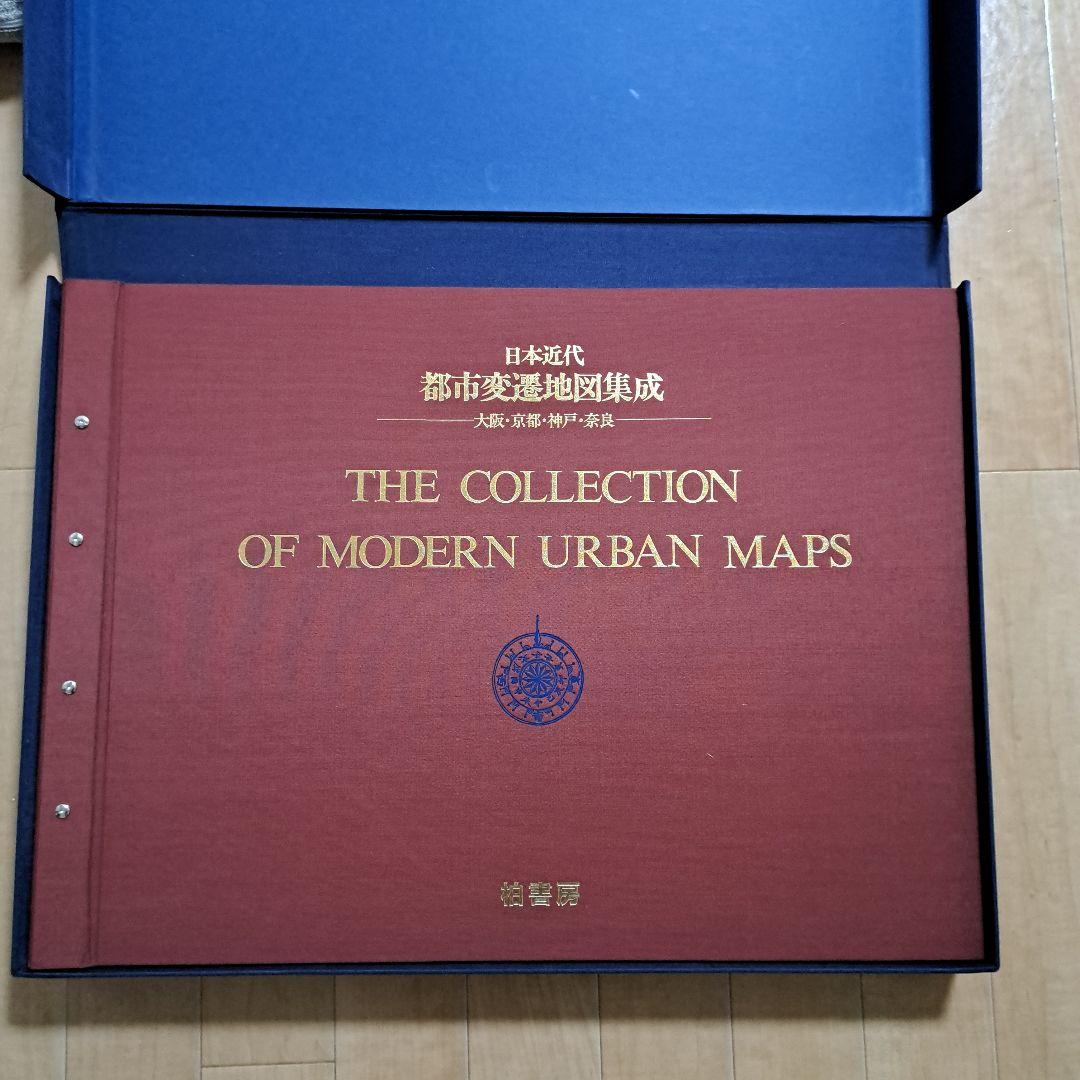 日本近代
都市変遷地図集成
大阪・京都・神戸・奈良
THE COLLECTION
OF MODERN URBAN MAPS
柏書房